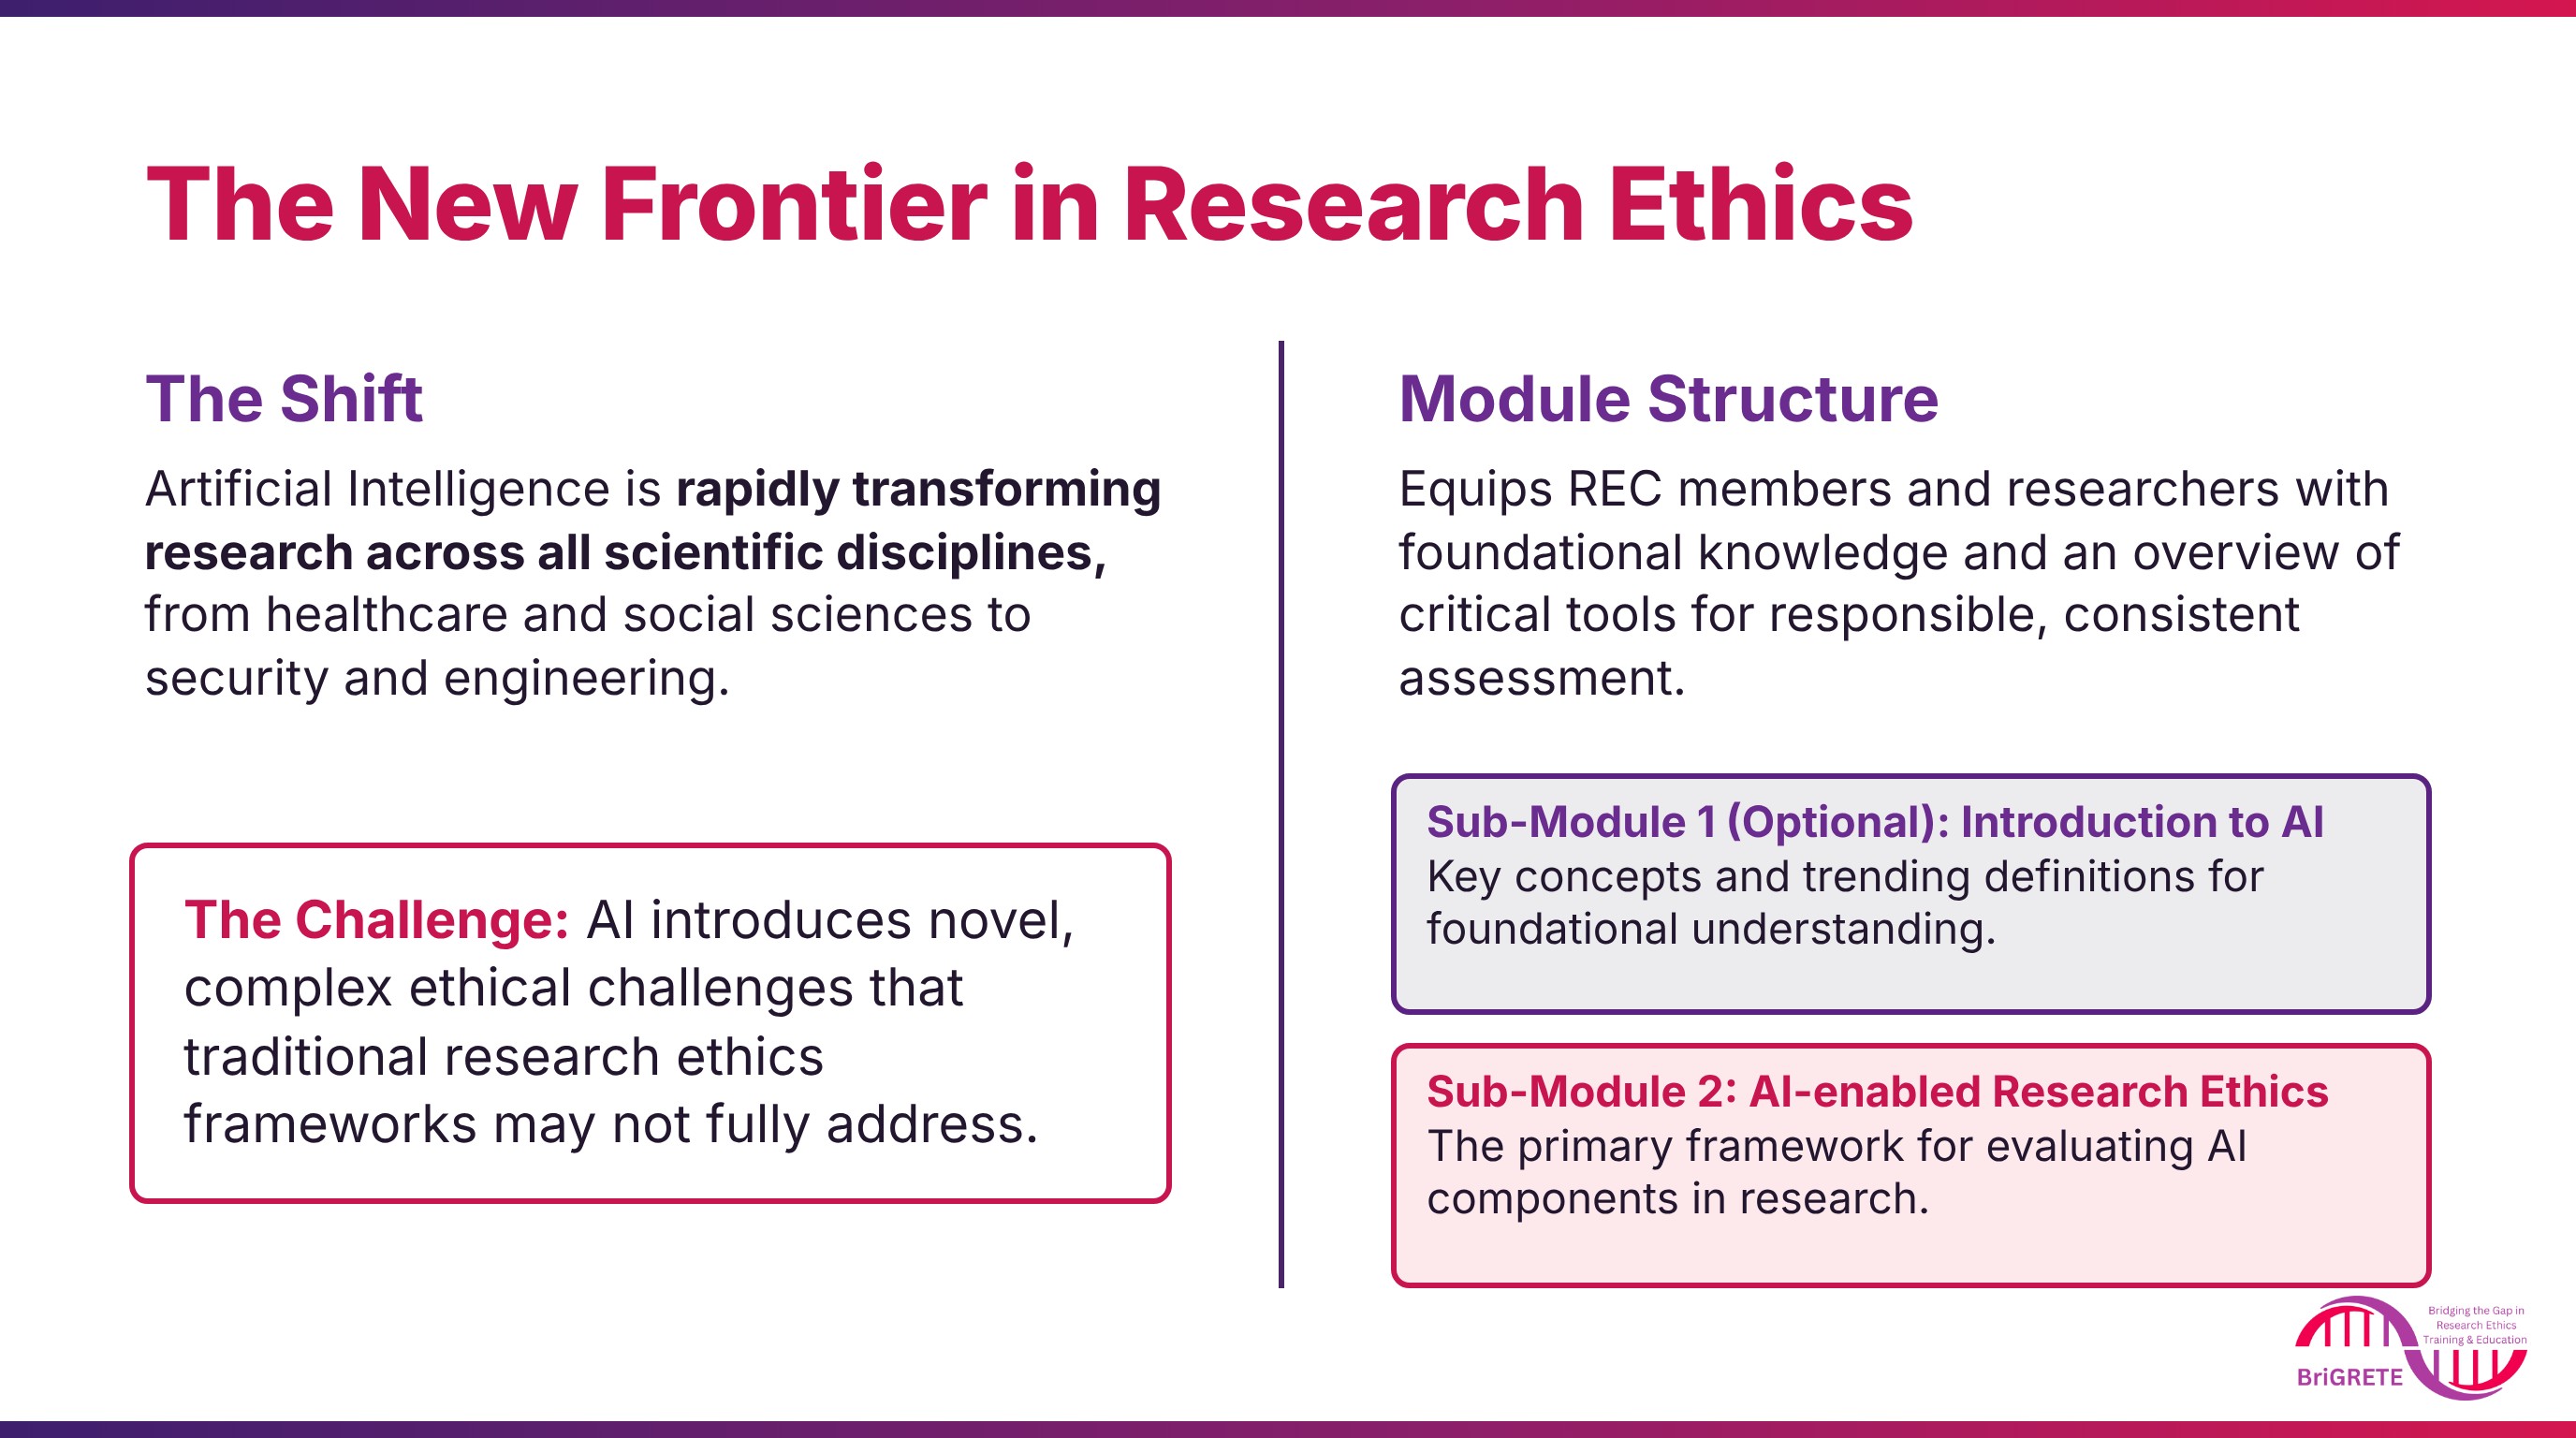 The New Frontier in Research Ethics
The Shift
Artificial Intelligence is rapidly transforming
research across all scientific disciplines,
from healthcare and social sciences to
security and engineering.
The Challenge: AI introduces novel,
complex ethical challenges that
traditional research ethics
frameworks may not fully address.
Module Structure
Equips REC members and researchers with
foundational knowledge and an overview of
critical tools for responsible, consistent
assessment.
Sub-Module 1 (Optional): Introduction to AI
Key concepts and trending definitions for
foundational understanding.
Sub-Module 2: AI-enabled Research Ethics
The primary framework for evaluating AI
components in research.
Bridging the Gap in
Research Ethics
Training & Education
BriGRETE